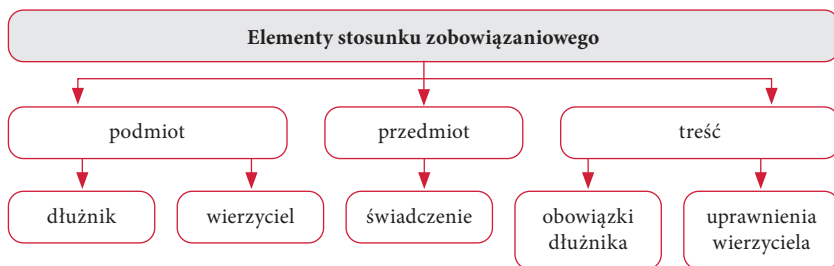 Elementy stosunku zobowiązaniowego
podmiot
przedmiot
treść
dłużnik
wierzyciel
świadczenie
obowiązki
dłużnika
uprawnienia
wierzyciela